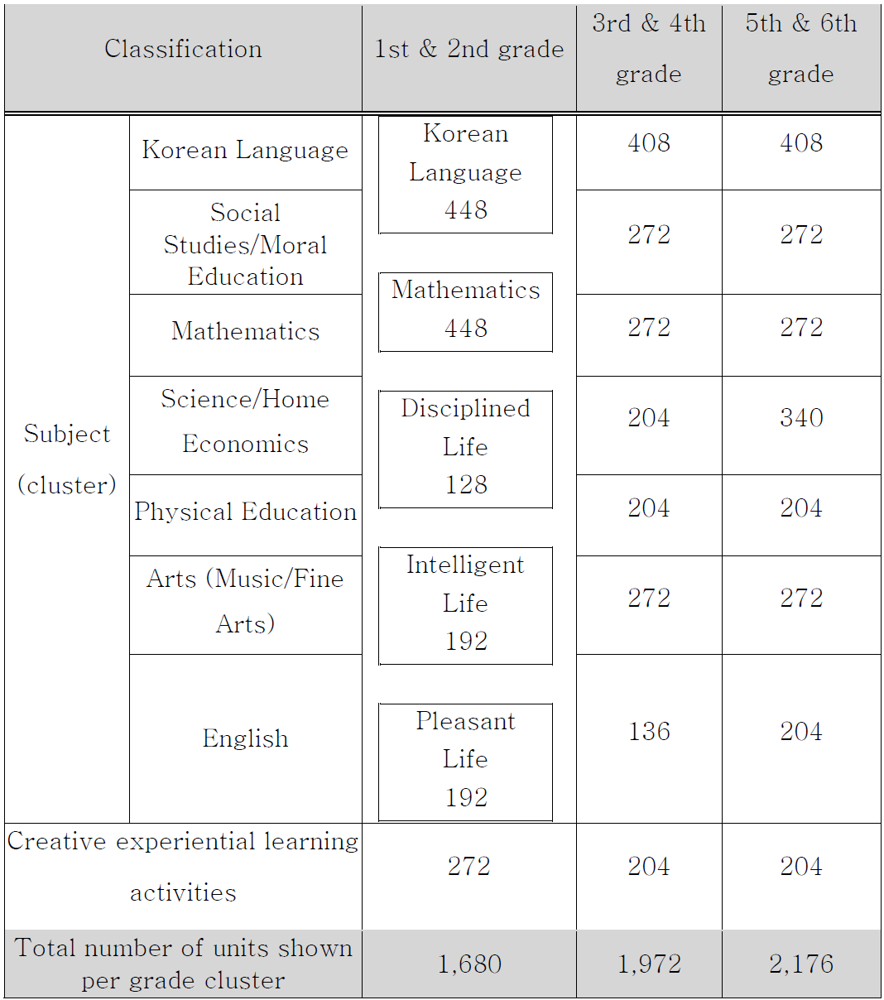 Classification
1st & 2nd grade
3rd & 4th
grade
5th & 6th
grade
Subject
(cluster)
Korean Language
Korean
Language
448
408
408
Social
Studies/Moral
Education
272
272
Mathematics
Mathematics
448
272
272
Science/Home
Economics
Disciplined
Life
128
204
340
Physical Education
204
204
Arts (Music/Fine
Arts)
Intelligent
Life
192
272
272
English
Pleasant
Life
192
136
204
Creative experiential learning
activities
272
204
204
Total number of units shown
per grade cluster
1,680
1,972
2,176